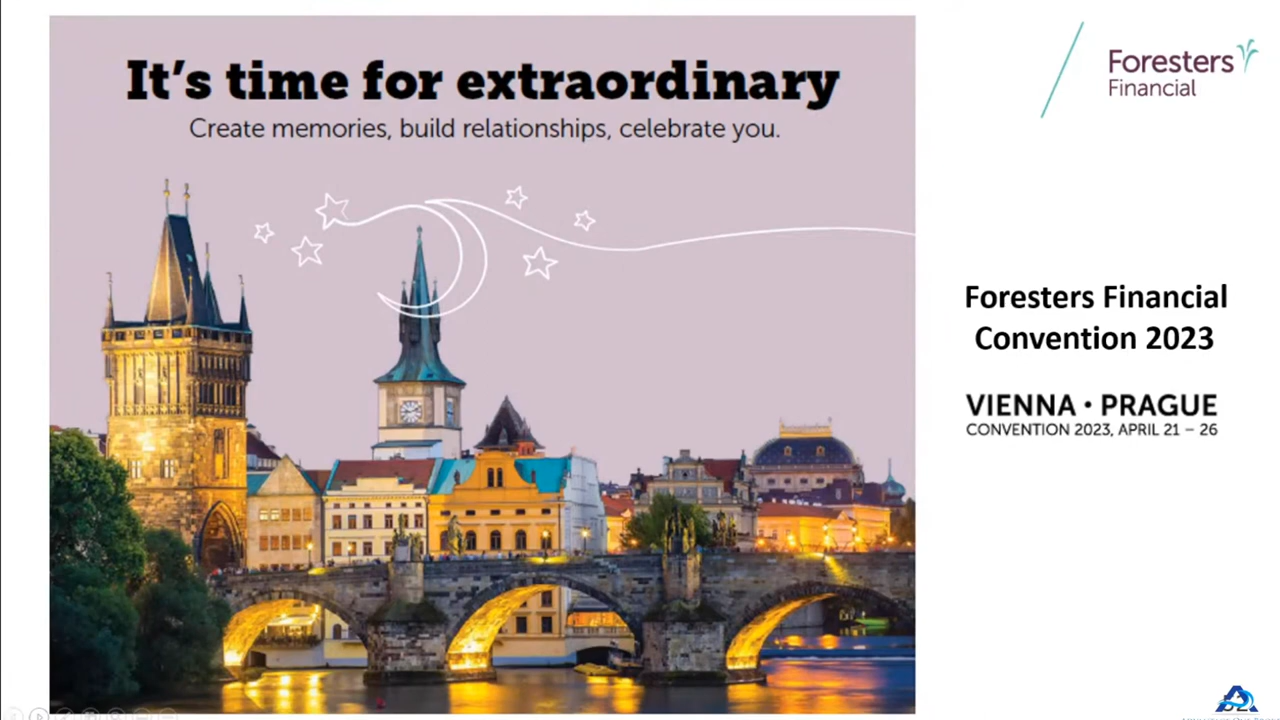 It's time for extraordinary
Create memories, build relationships, celebrate you.
Foresters
Financial
Foresters Financial
Convention 2023
VIENNA • PRAGUE
CONVENTION 2023, APRIL 21 – 26